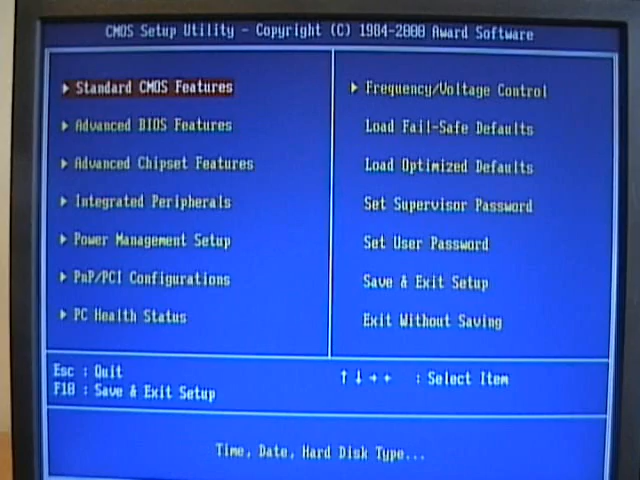 CMOS Setup Utility - Copyright (C) 1984-2000 Award Software
▶ Standard CMOS Features
▶ Advanced BIOS Features
▶ Advanced Chipset Features
▶ Integrated Peripherals
▶ Power Management Setup
▶ PnP/PCI Configurations
▶ PC Health Status
▶ Frequency/Voltage Control
Load Fail-Safe Defaults
Load Optimized Defaults
Set Supervisor Password
Set User Password
Save & Exit Setup
Exit Without Saving
Esc : Quit
F10 : Save & Exit Setup
↑ ↓ → ← : Select Item
Time, Date, Hard Disk Type...